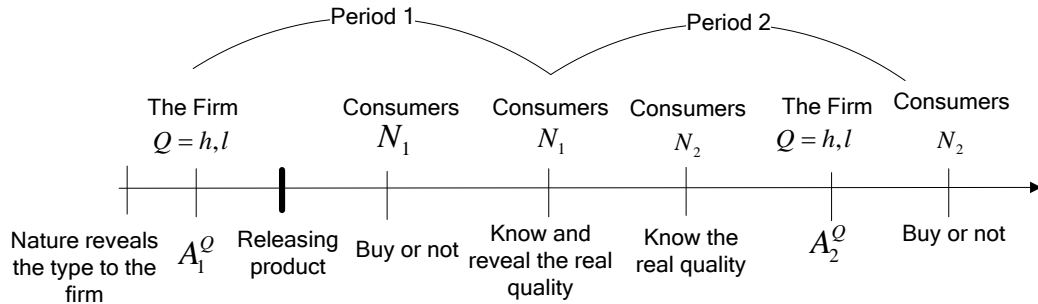 Period 1
Period 2
The Firm
Q = h, l
Consumers
N₁
Consumers
N₁
Consumers
N₂
The Firm
Q = h, l
Consumers
N₂
Nature reveals
the type to the
firm
A₁^Q
Releasing
product
Buy or not
Know and
reveal the real
quality
Know the
real quality
A₂^Q
Buy or not